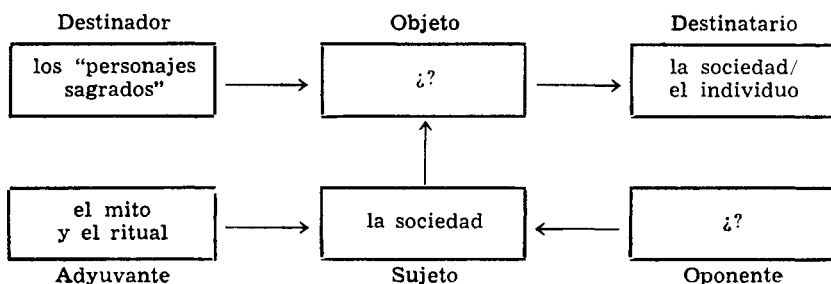 Destinador
Objeto
Destinatario
los “personajes
sagrados”
¿?
la sociedad/
el individuo
el mito
y el ritual
la sociedad
¿?
Adyuvante
Sujeto
Oponente